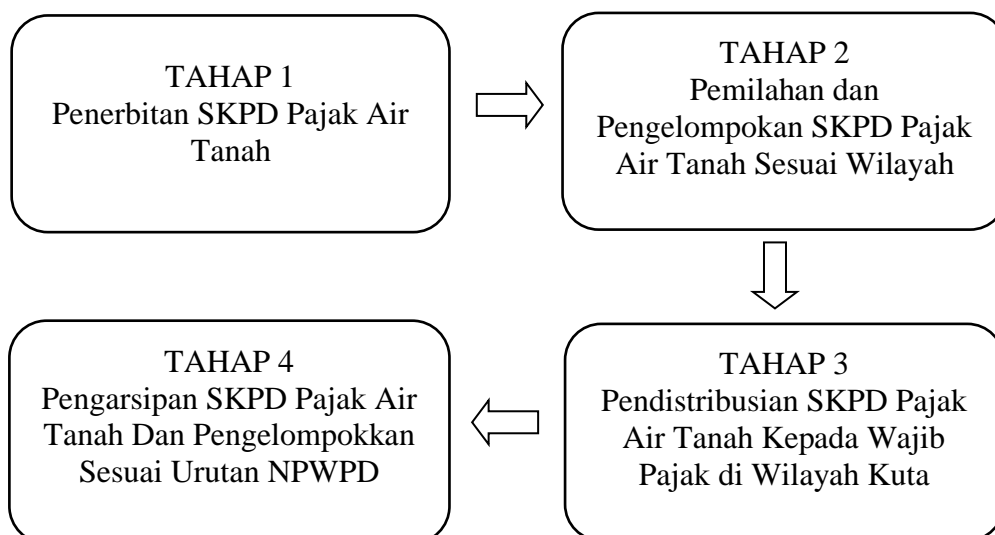 TAHAP 1
Penerbitan SKPD Pajak Air
Tanah
TAHAP 2
Pemilahan dan
Pengelompokan SKPD Pajak
Air Tanah Sesuai Wilayah
TAHAP 3
Pendistribusian SKPD Pajak
Air Tanah Kepada Wajib
Pajak di Wilayah Kuta
TAHAP 4
Pengarsipan SKPD Pajak Air
Tanah Dan Pengelompokkan
Sesuai Urutan NPWPD